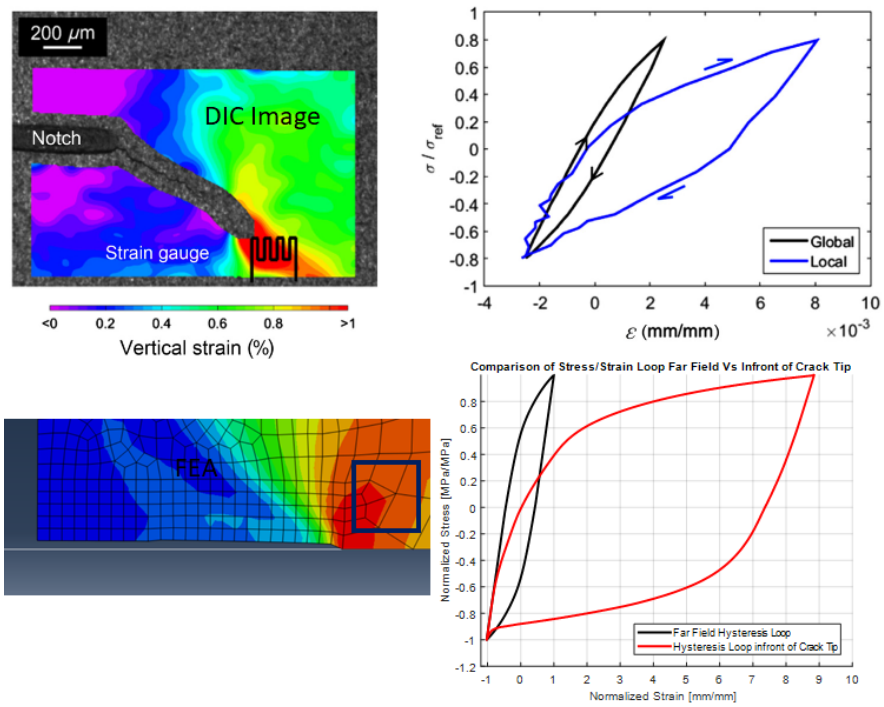 200 μm
DIC Image
Notch
Strain gauge
<0 0.2 0.4 0.6 0.8 >1
Vertical strain (%)
σ / σref
0.8
0.6
0.4
0.2
0
-0.2
-0.4
-0.6
-0.8
Global
Local
-4 -2 0 2 4 6 8 10
ε (mm/mm)
×10⁻³
FEA
Comparison of Stress/Strain Loop Far Field Vs Infront of Crack Tip
Normalized Stress [MPa/MPa]
0.8
0.6
0.4
0.2
0
-0.2
-0.4
-0.6
-0.8
-1
-1.2
Far Field Hysteresis Loop
Hysteresis Loop infront of Crack Tip
-1 0 1 2 3 4 5 6 7 8 9 10
Normalized Strain [mm/mm]